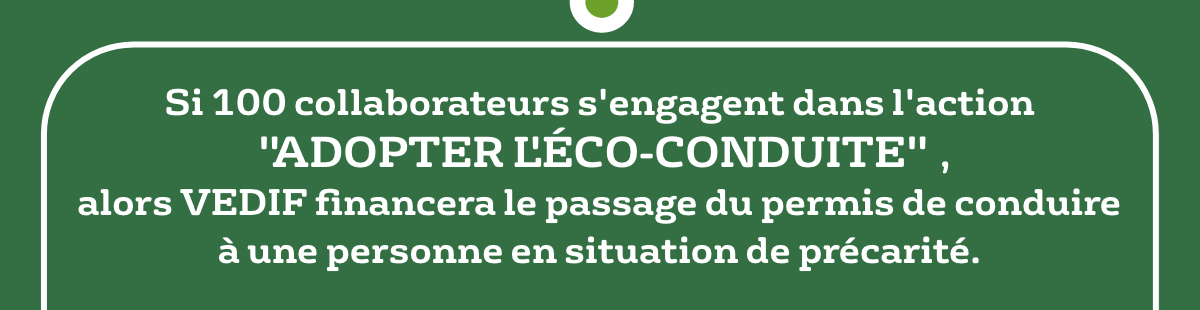 Si 100 collaborateurs s'engagent dans l'action
"ADOPTER L'ÉCO-CONDUITE" ,
alors VEDIF financera le passage du permis de conduire
à une personne en situation de précarité.